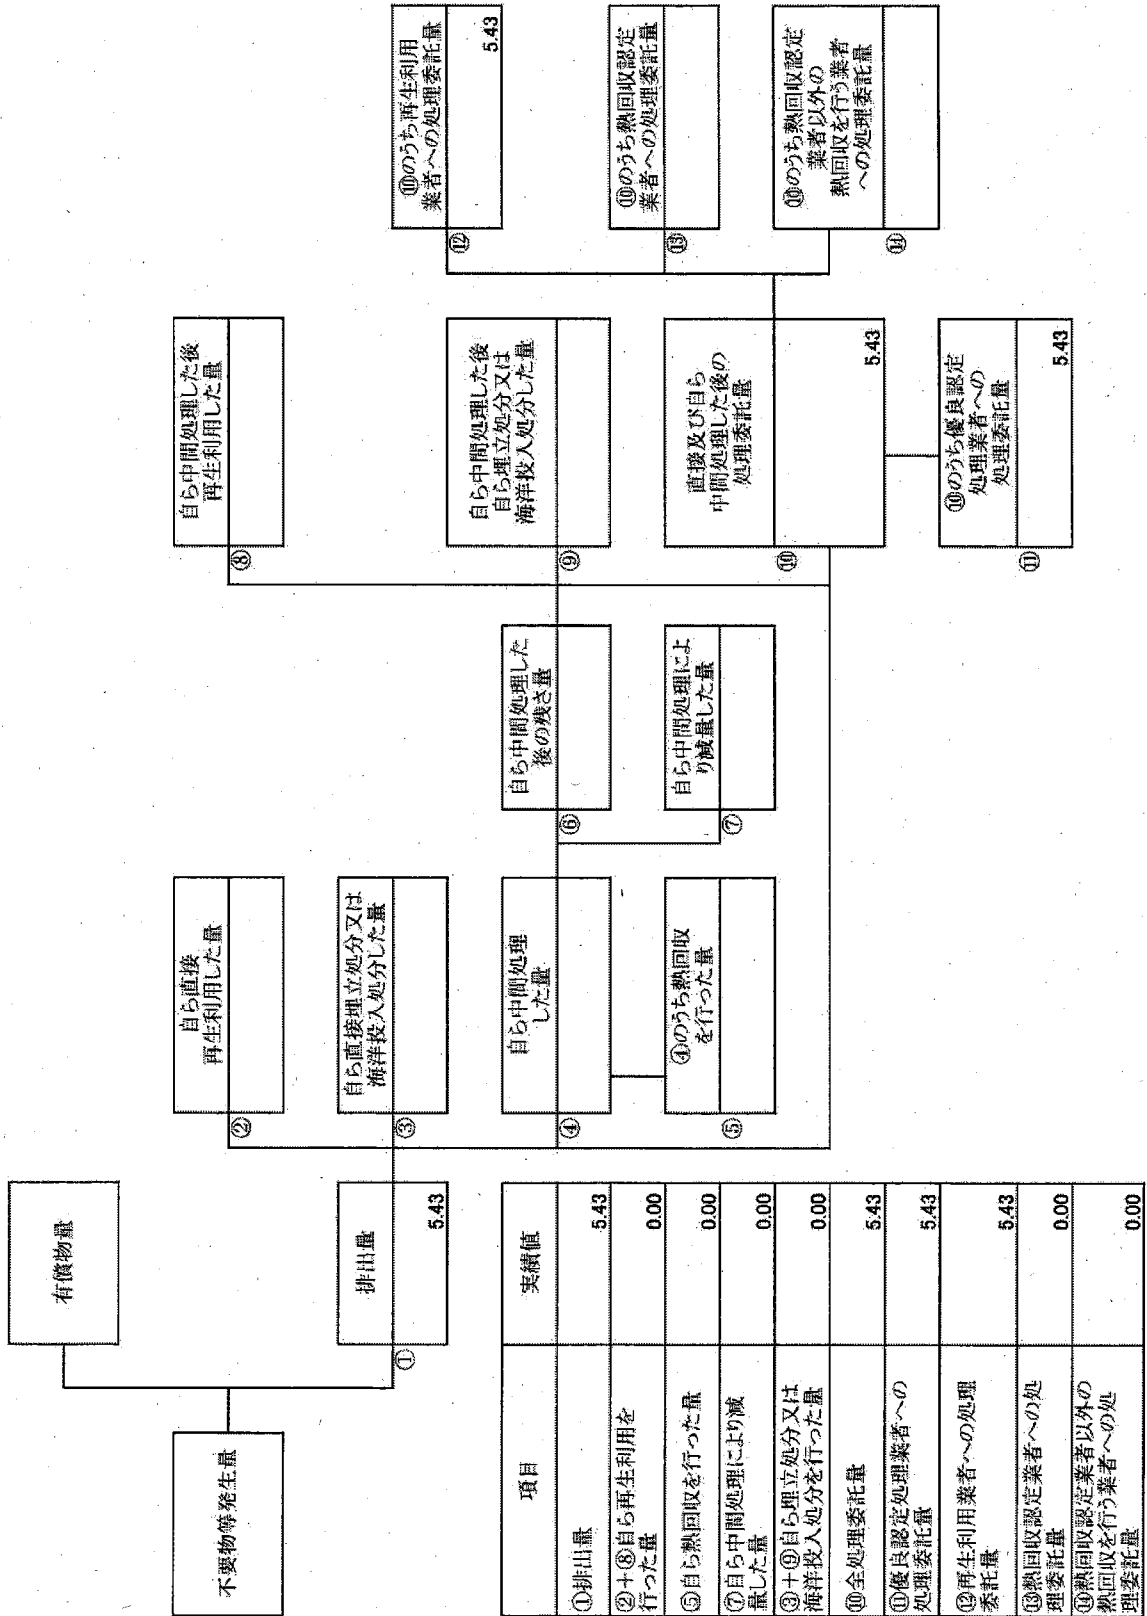 不要物等発生量
有償物量
排出量
①
5.43
自ら直接
再生利用した量
②
自ら直接埋立処分又は
海洋投入処分した量
③
自ら中間処理
した量
④
④のうち熱回収
を行った量
⑤
自ら中間処理した
後の残さ量
⑥
自ら中間処理によ
り減量した量
⑦
自ら中間処理した後
再生利用した量
⑧
自ら中間処理した後
自ら埋立処分又は
海洋投入処分した量
⑨
直接及び自ら
中間処理した後の
処理委託量
⑩
5.43
⑩のうち優良認定
処理業者への
処理委託量
⑪
5.43
⑩のうち再生利用
業者への処理委託量
⑫
5.43
⑩のうち熱回収認定
業者への処理委託量
⑬
⑩のうち熱回収認定
業者以外の
熱回収を行う業者
への処理委託量
⑭
項目 実績値
①排出量 5.43
②+⑧自ら再生利用を
行った量 0.00
⑤自ら熱回収を行った量 0.00
⑦自ら中間処理により減
量した量 0.00
③+⑨自ら埋立処分又は
海洋投入処分を行った量 0.00
⑩全処理委託量 5.43
⑪優良認定処理業者への
処理委託量 5.43
⑫再生利用業者への処理
委託量 5.43
⑬熱回収認定業者への処
理委託量 0.00
⑭熱回収認定業者以外の
熱回収を行う業者への処
理委託量 0.00